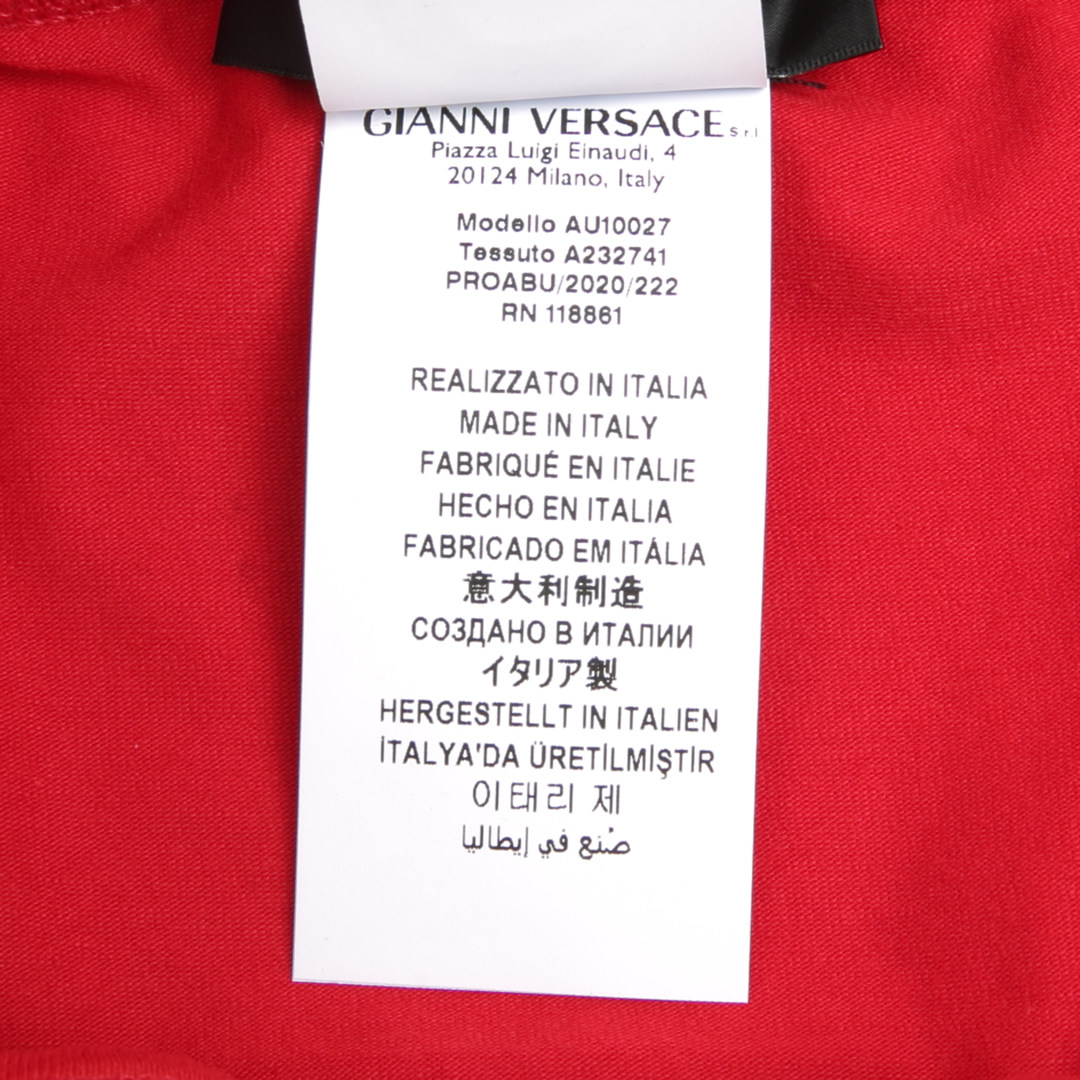 GIANNI VERSACE S.r.l
Piazza Luigi Einaudi, 4
20124 Milano, Italy
Modello AU10027
Tessuto A232741
PROABU/2020/222
RN 118861
REALIZZATO IN ITALIA
MADE IN ITALY
FABRIQUÉ EN ITALIE
HECHO EN ITALIA
FABRICADO EM ITÁLIA
意大利制造
СОЗДАНО В ИТАЛИИ
イタリア製
HERGESTELLT IN ITALIEN
İTALYA'DA ÜRETİLMİŞTİR
이태리 제
صُنع في إيطاليا